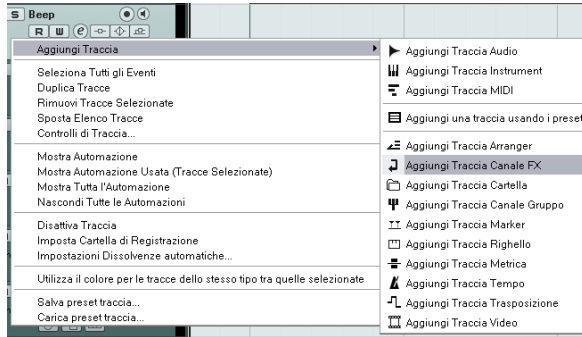 S Beep
R W e
Aggiungi Traccia
Seleziona Tutti gli Eventi
Duplica Tracce
Rimuovi Tracce Selezionate
Sposta Elenco Tracce
Controlli di Traccia...
Mostra Automazione
Mostra Automazione Usata (Tracce Selezionate)
Mostra Tutta l'Automazione
Nascondi Tutte le Automazioni
Disattiva Traccia
Imposta Cartella di Registrazione
Impostazioni Dissolvenze automatiche...
Utilizza il colore per le tracce dello stesso tipo tra quelle selezionate
Salva preset traccia...
Carica preset traccia...
Aggiungi Traccia Audio
Aggiungi Traccia Instrument
Aggiungi Traccia MIDI
Aggiungi una traccia usando i preset
Aggiungi Traccia Arranger
Aggiungi Traccia Canale FX
Aggiungi Traccia Cartella
Aggiungi Traccia Canale Gruppo
Aggiungi Traccia Marker
Aggiungi Traccia Righello
Aggiungi Traccia Metrica
Aggiungi Traccia Tempo
Aggiungi Traccia Trasposizione
Aggiungi Traccia Video